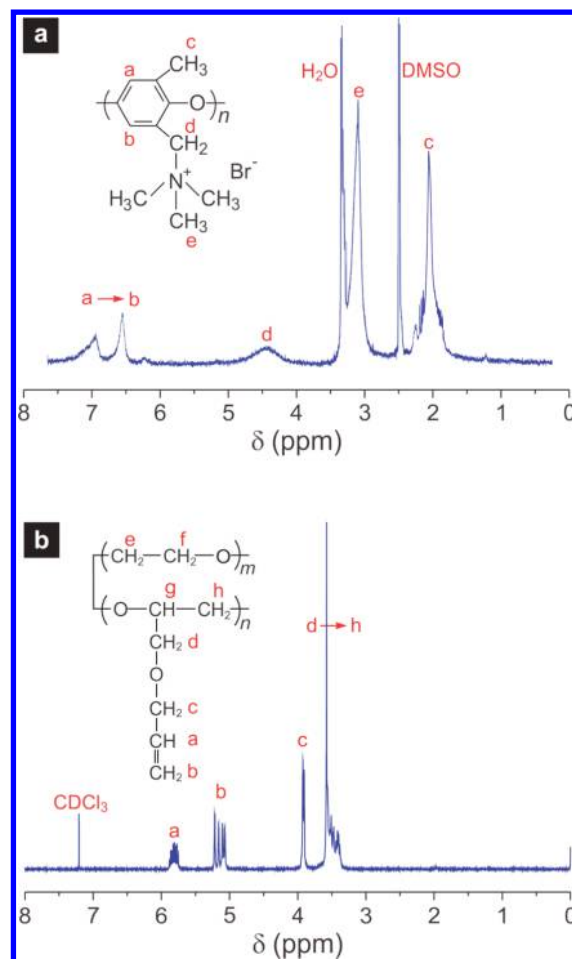 a
c
CH₃
a
H₂O
DMSO
O
n
e
b
d
CH₂
c
N⁺
Br⁻
H₃C
CH₃
CH₃
e
a → b
d
8 7 6 5 4 3 2 1 0
δ (ppm)
b
e f
CH₂—CH₂—O
m
g h
O—CH—CH₂
n
d → h
CH₂ d
O
CH₂ c
c
CH a
b
CH₂ b
CDCl₃
a
8 7 6 5 4 3 2 1 0
δ (ppm)